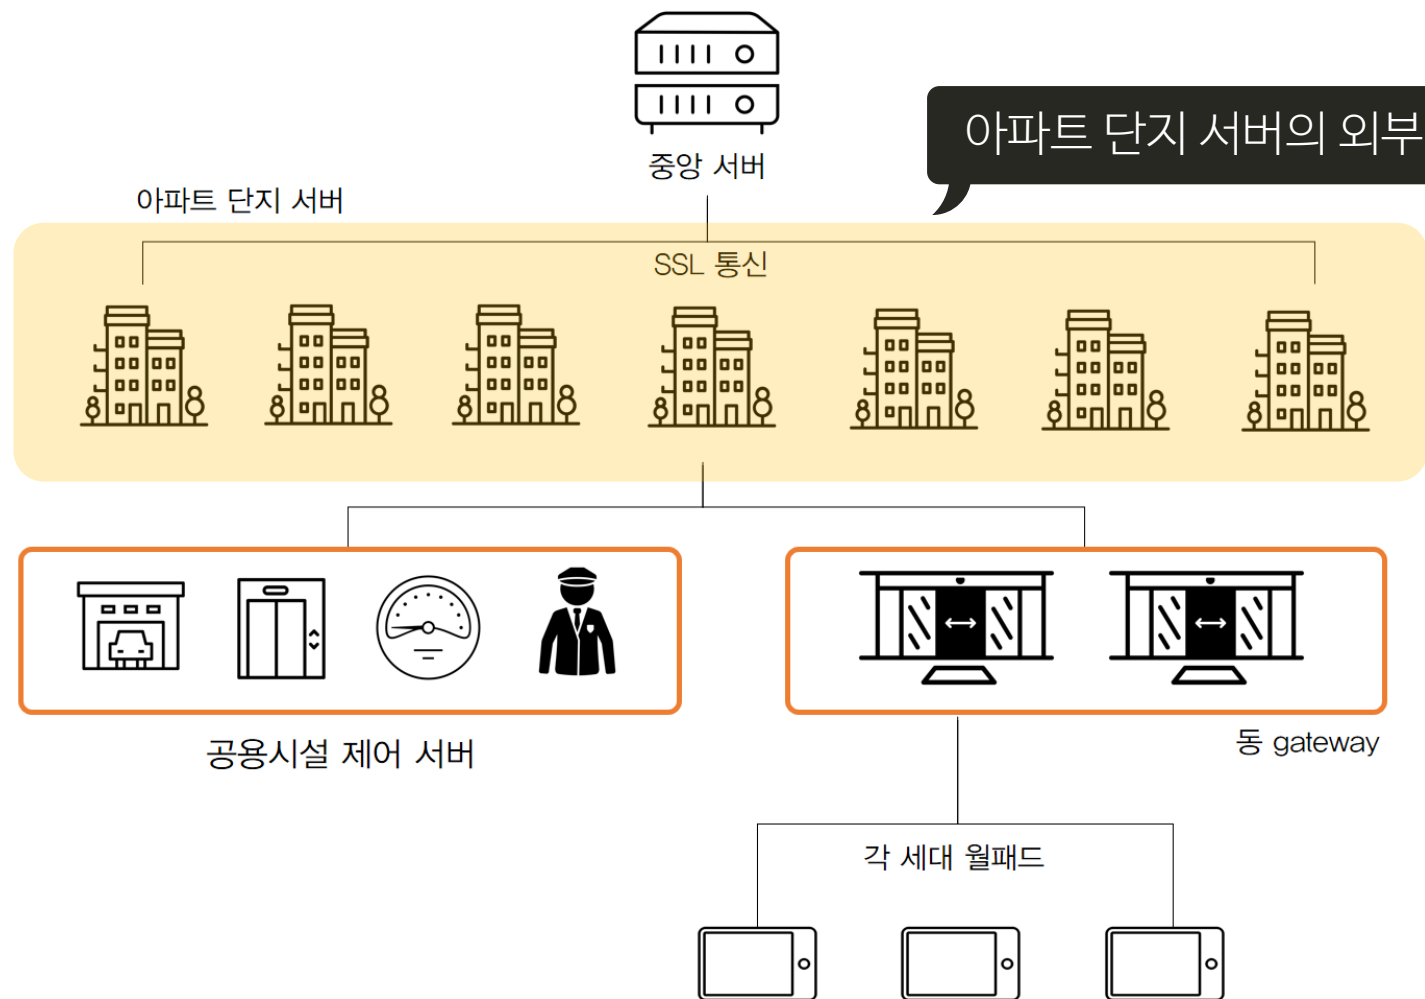 중앙 서버
아파트 단지 서버의 외부
아파트 단지 서버
SSL 통신
공용시설 제어 서버
동 gateway
각 세대 월패드